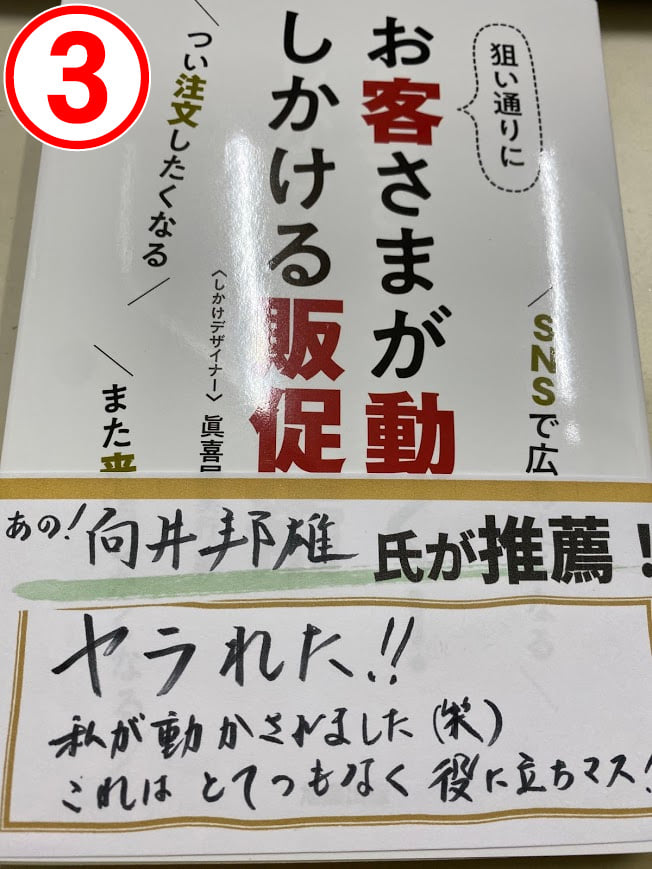 ③
狙い通りに
お客さまが動
しかける販促
SNSで広
つい注文したくなる
〈しかけデザイナー〉眞喜屋
また来
あの!向井邦雄氏が推薦!
ヤラれた!!
私が動かされました(笑)
これはとてつもなく役に立ちマス!